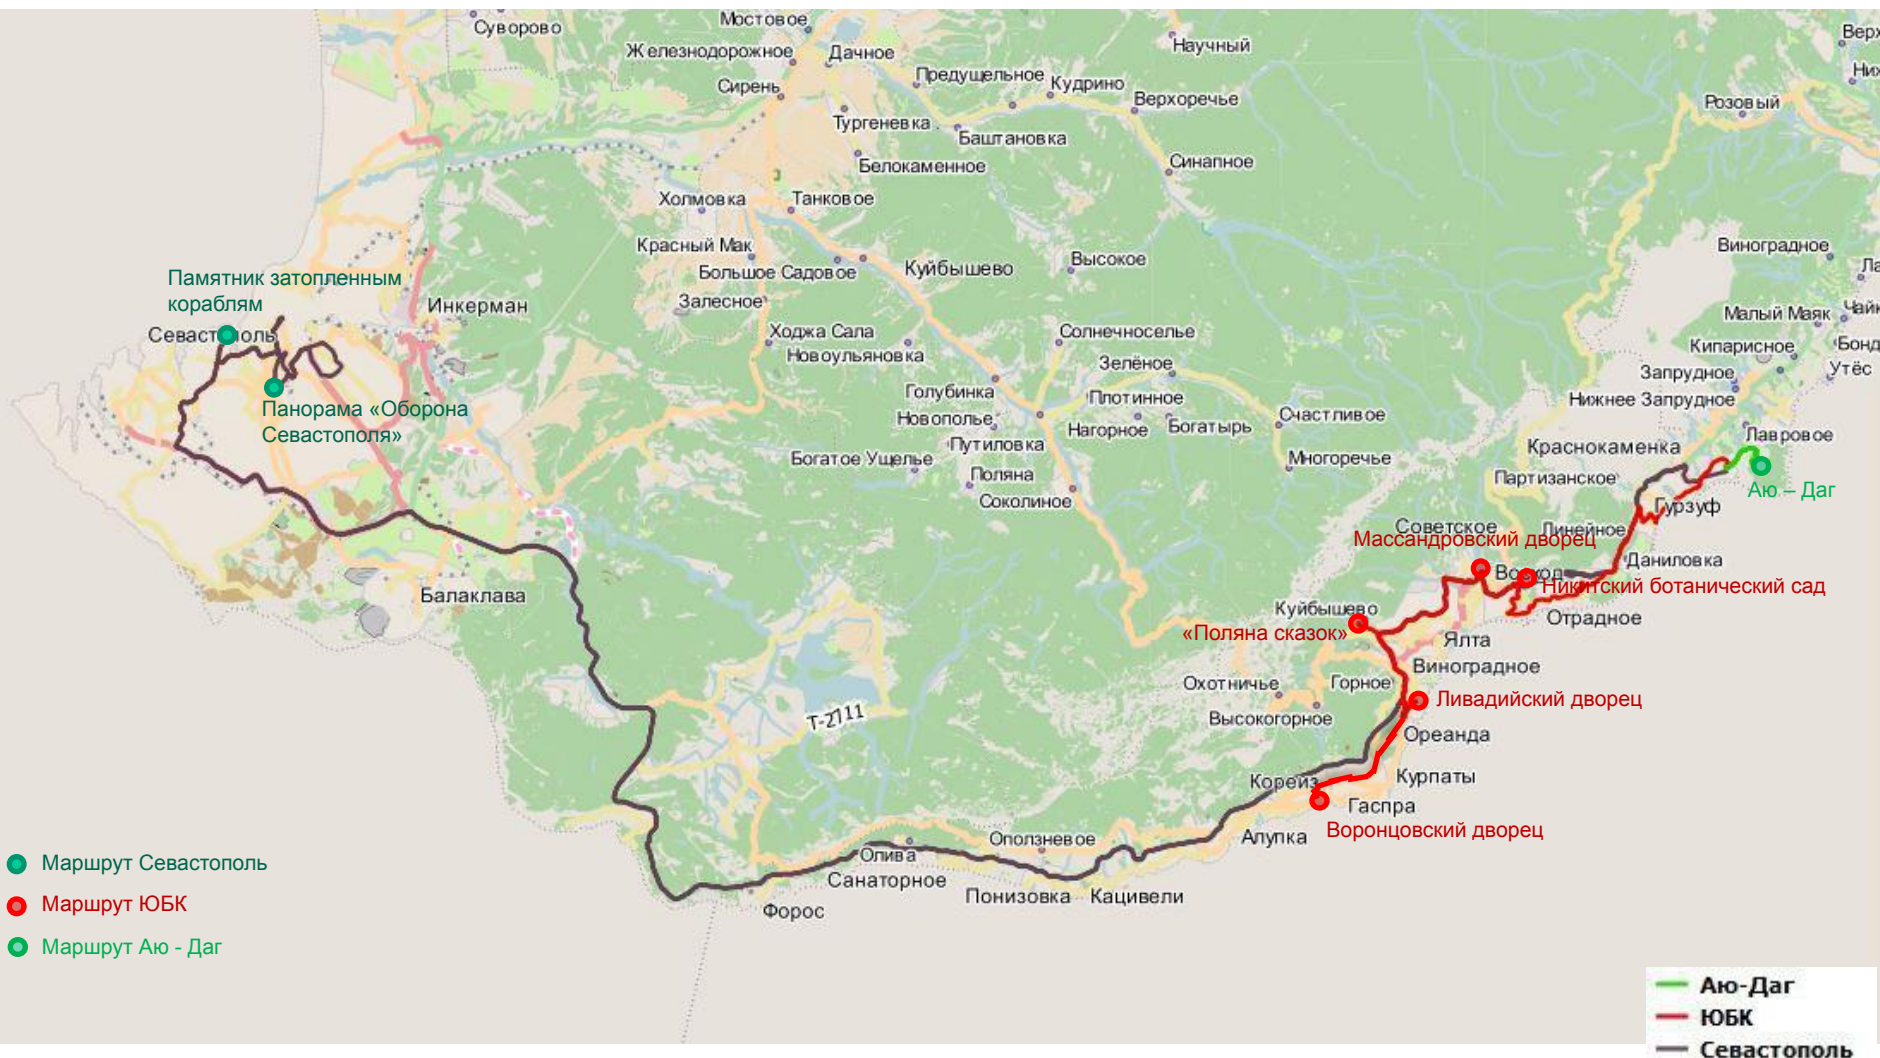 Суворово
Мостовое
Железнодорожное
Дачное
Научный
Сирень
Предущельное
Кудрино
Верхоречье
Розовый
Тургеневка
Баштановка
Белокаменное
Синапное
Холмовка
Танковое
Красный Мак
Большое Садовое
Куйбышево
Высокое
Виноградное
Памятник затопленным
кораблям
Инкерман
Залесное
Малый Маяк
Севастополь
Ходжа Сала
Новоульяновка
Солнечноселье
Кипарисное
Зелёное
Запрудное
Утёс
Голубинка
Плотинное
Нижнее Запрудное
Панорама «Оборона
Севастополя»
Новополье
Нагорное
Богатырь
Счастливое
Лавровое
Путиловка
Краснокаменка
Богатое Ущелье
Поляна
Многоречье
Партизанское
Аю – Даг
Соколиное
Гурзуф
Советское
Линейное
Массандровский дворец
Даниловка
Восход
Никитский ботанический сад
Балаклава
Куйбышево
Отрадное
«Поляна сказок»
Ялта
Виноградное
Охотничье
Горное
Ливадийский дворец
Высокогорное
Т-2711
Ореанда
Кореиз
Курпаты
Гаспра
Воронцовский дворец
Алупка
Оползневое
Олива
Санаторное
Понизовка
Кацивели
Форос
Маршрут Севастополь
Маршрут ЮБК
Маршрут Аю - Даг
Аю-Даг
ЮБК
Севастополь